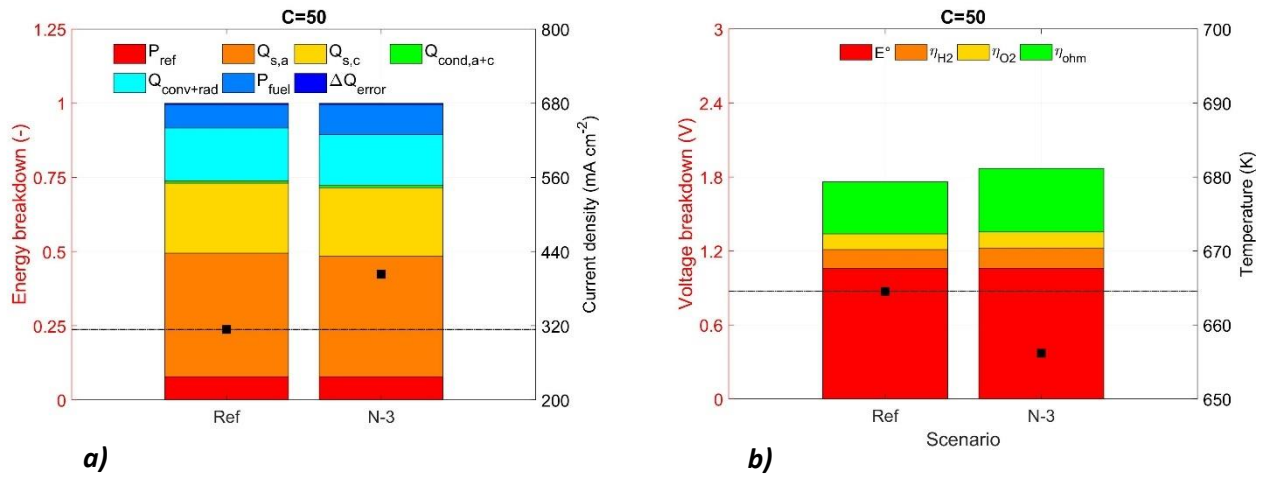 C=50
Energy breakdown (-)
1.25
1
0.75
0.5
0.25
0
P_ref Q_s,a Q_s,c Q_cond,a+c
Q_conv+rad P_fuel ΔQ_error
800
680
560
440
320
200
Current density (mA cm⁻²)
Ref N-3
a)
C=50
Voltage breakdown (V)
3
2.4
1.8
1.2
0.6
0
E° η_H2 η_O2 η_ohm
700
690
680
670
660
650
Temperature (K)
Ref N-3
Scenario
b)